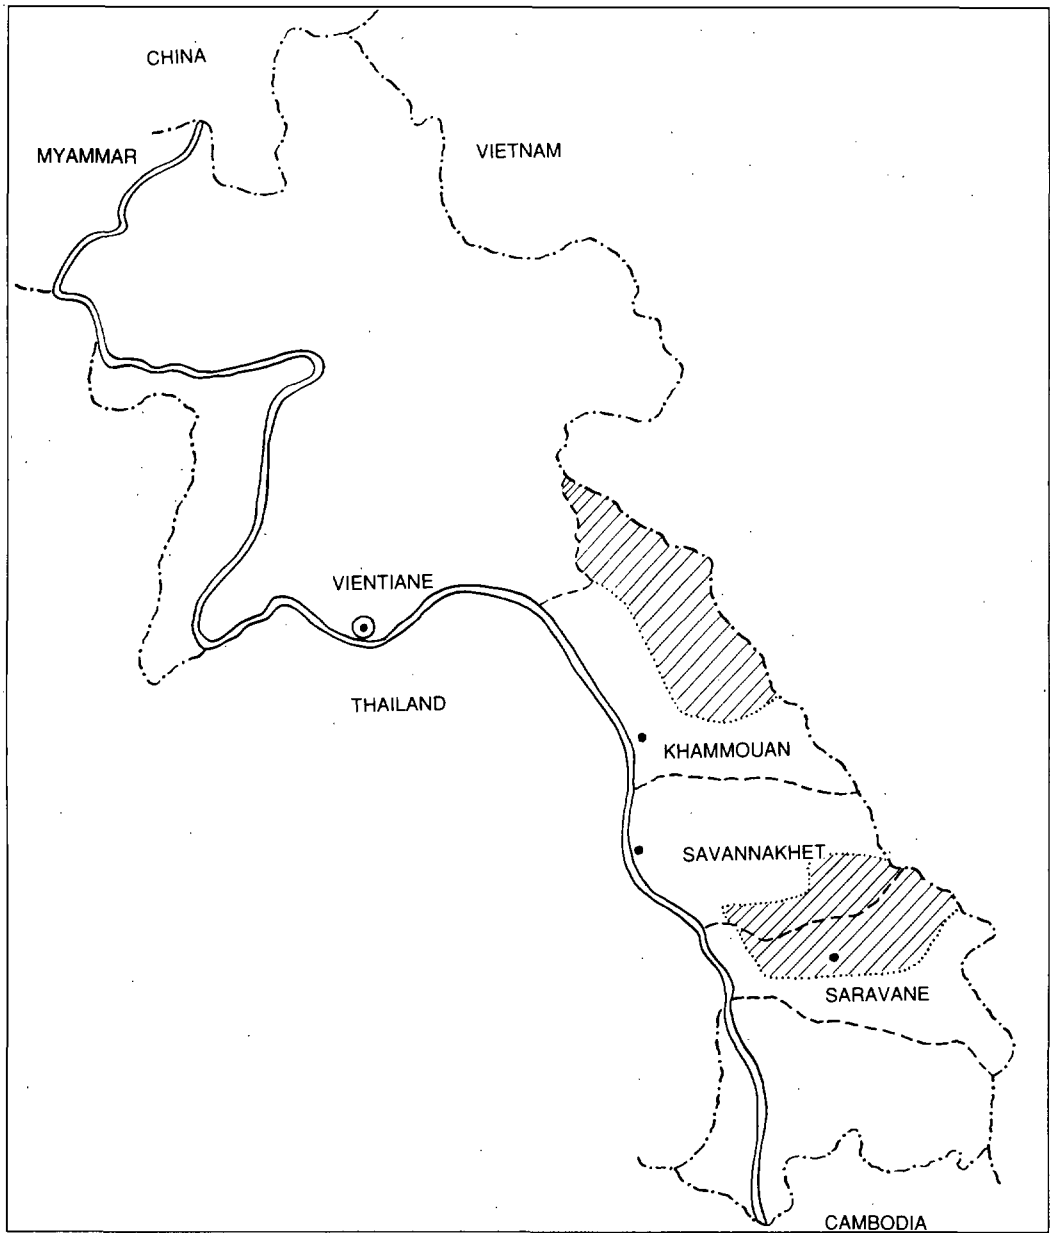 CHINA
MYAMMAR
VIETNAM
VIENTIANE
THAILAND
KHAMMOUAN
SAVANNAKHET
SARAVANE
CAMBODIA